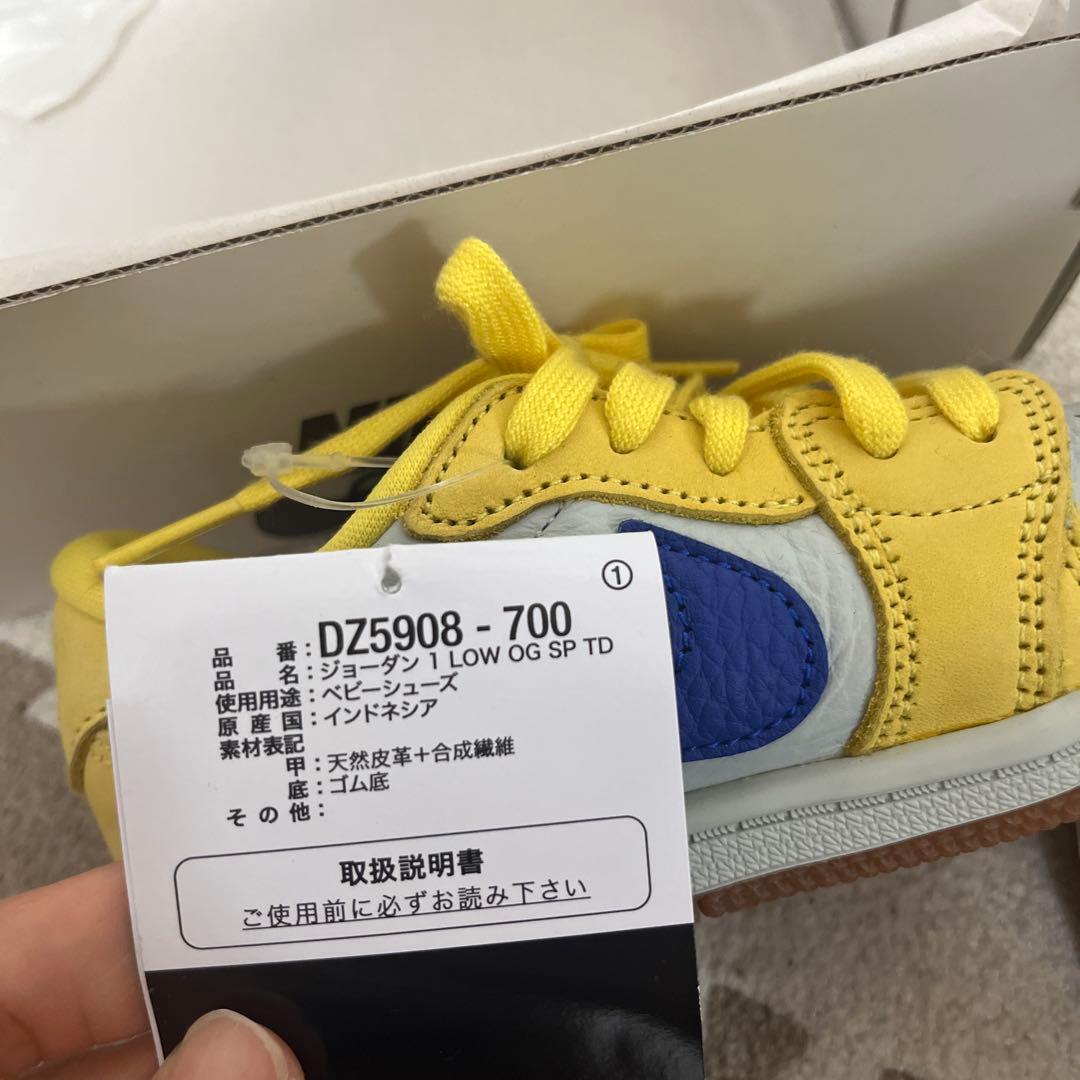 ①
品番：DZ5908 - 700
品名：ジョーダン 1 LOW OG SP TD
使用用途：ベビーシューズ
原産国：インドネシア
素材表記
甲：天然皮革＋合成繊維
底：ゴム底
その他：
取扱説明書
ご使用前に必ずお読み下さい